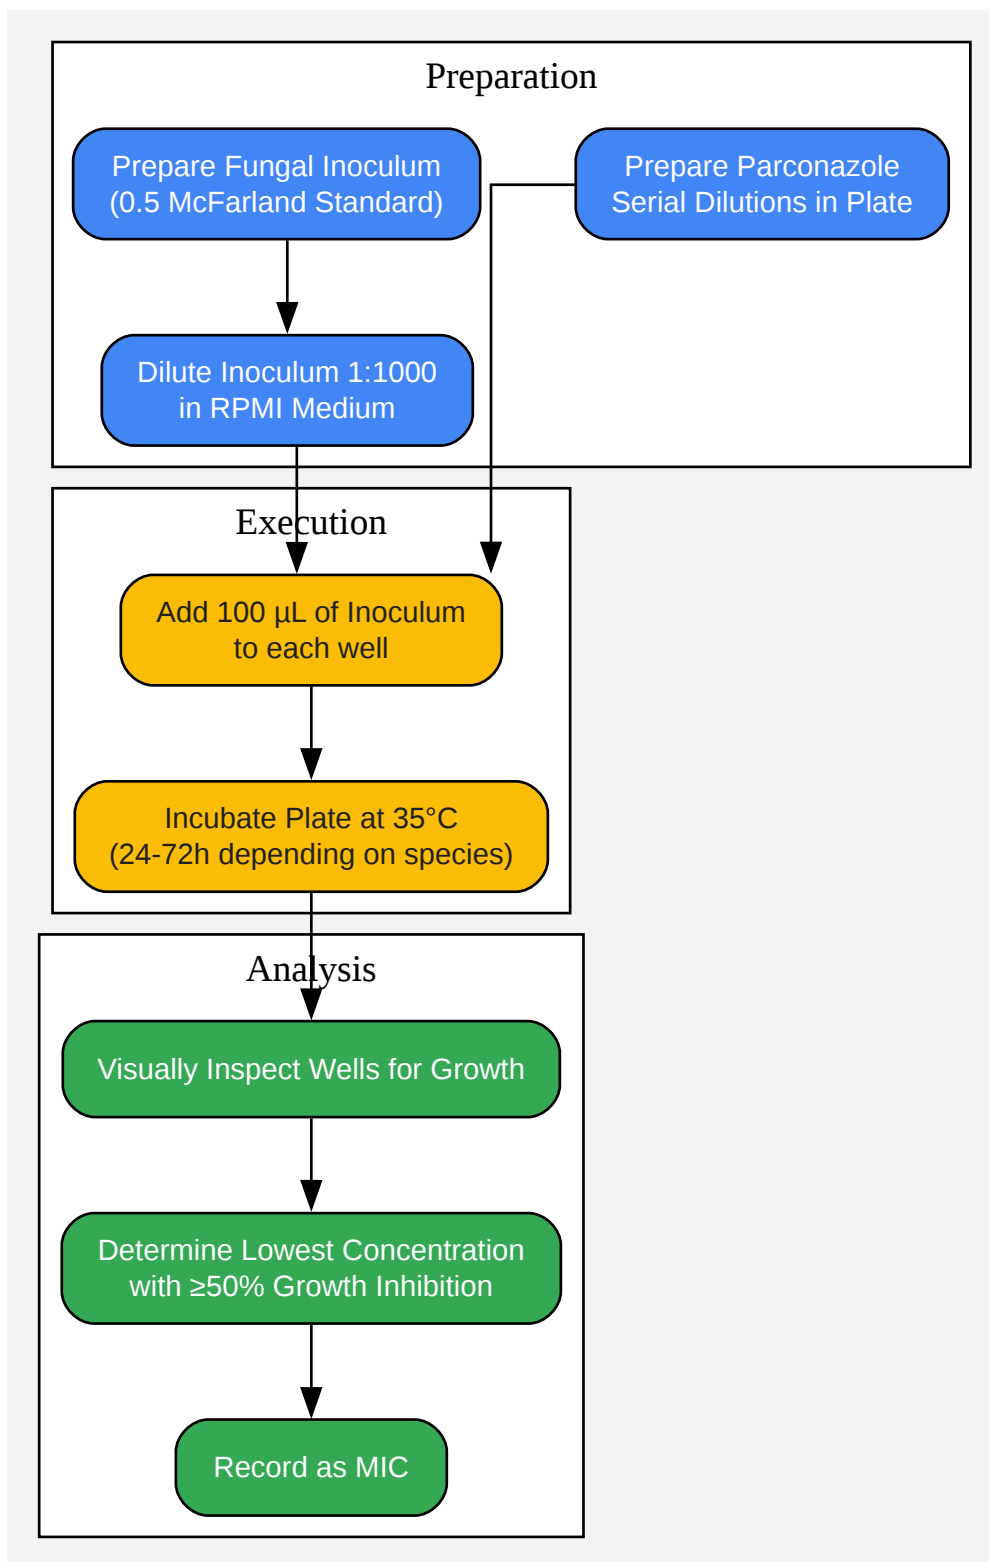 Preparation
Prepare Fungal Inoculum
(0.5 McFarland Standard)
Prepare Parconazole
Serial Dilutions in Plate
Dilute Inoculum 1:1000
in RPMI Medium
Execution
Add 100 µL of Inoculum
to each well
Incubate Plate at 35°C
(24-72h depending on species)
Analysis
Visually Inspect Wells for Growth
Determine Lowest Concentration
with ≥50% Growth Inhibition
Record as MIC